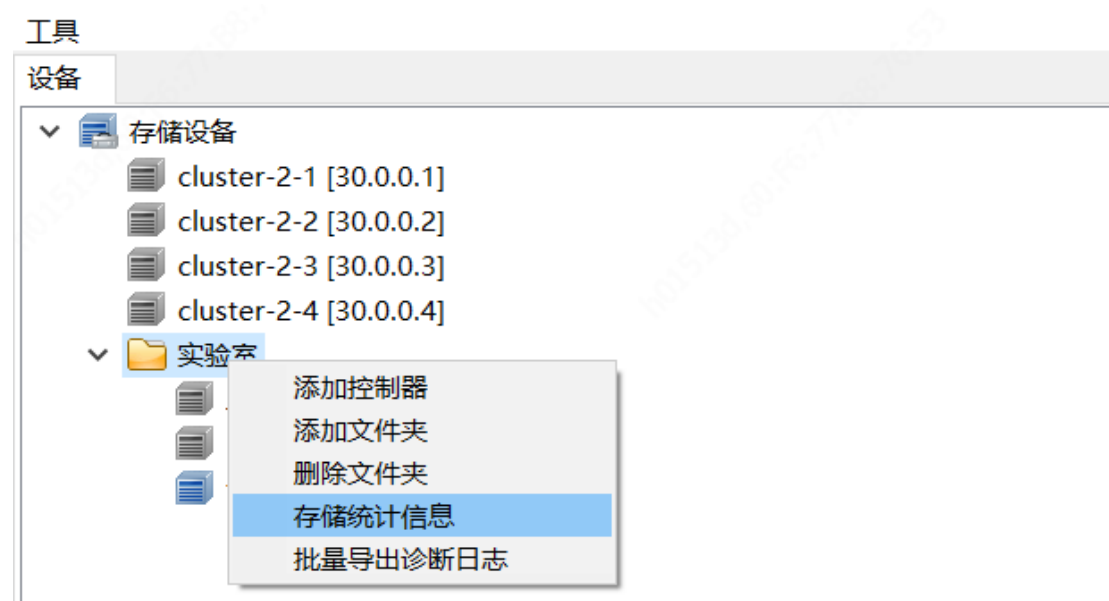 工具
设备
存储设备
cluster-2-1 [30.0.0.1]
cluster-2-2 [30.0.0.2]
cluster-2-3 [30.0.0.3]
cluster-2-4 [30.0.0.4]
实验室
添加控制器
添加文件夹
删除文件夹
存储统计信息
批量导出诊断日志